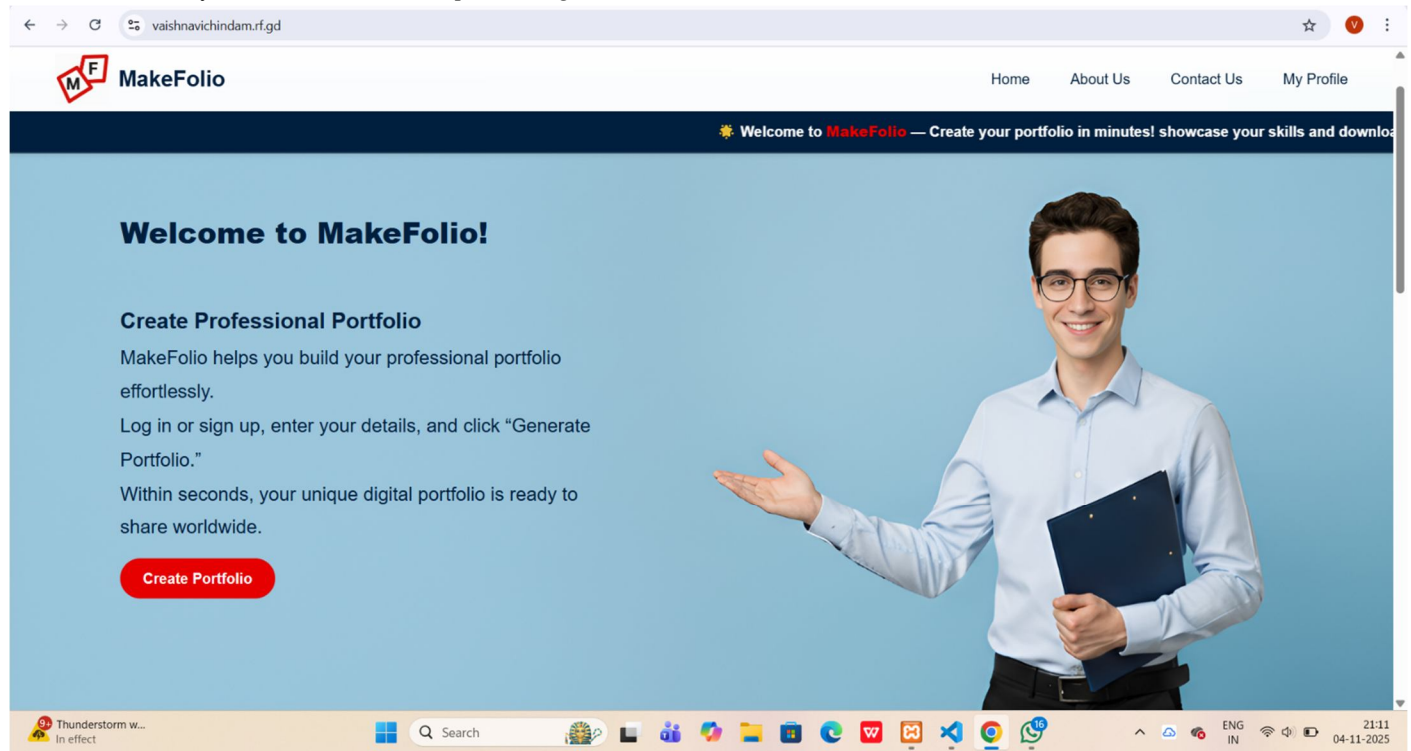 vaishnavichindam.rf.gd
V
M F
MakeFolio
Home About Us Contact Us My Profile
Welcome to MakeFolio — Create your portfolio in minutes! showcase your skills and downloa
Welcome to MakeFolio!
Create Professional Portfolio
MakeFolio helps you build your professional portfolio
effortlessly.
Log in or sign up, enter your details, and click “Generate
Portfolio.”
Within seconds, your unique digital portfolio is ready to
share worldwide.
Create Portfolio
9+
Thunderstorm w...
In effect
Search
W
16
ENG
IN
21:11
04-11-2025